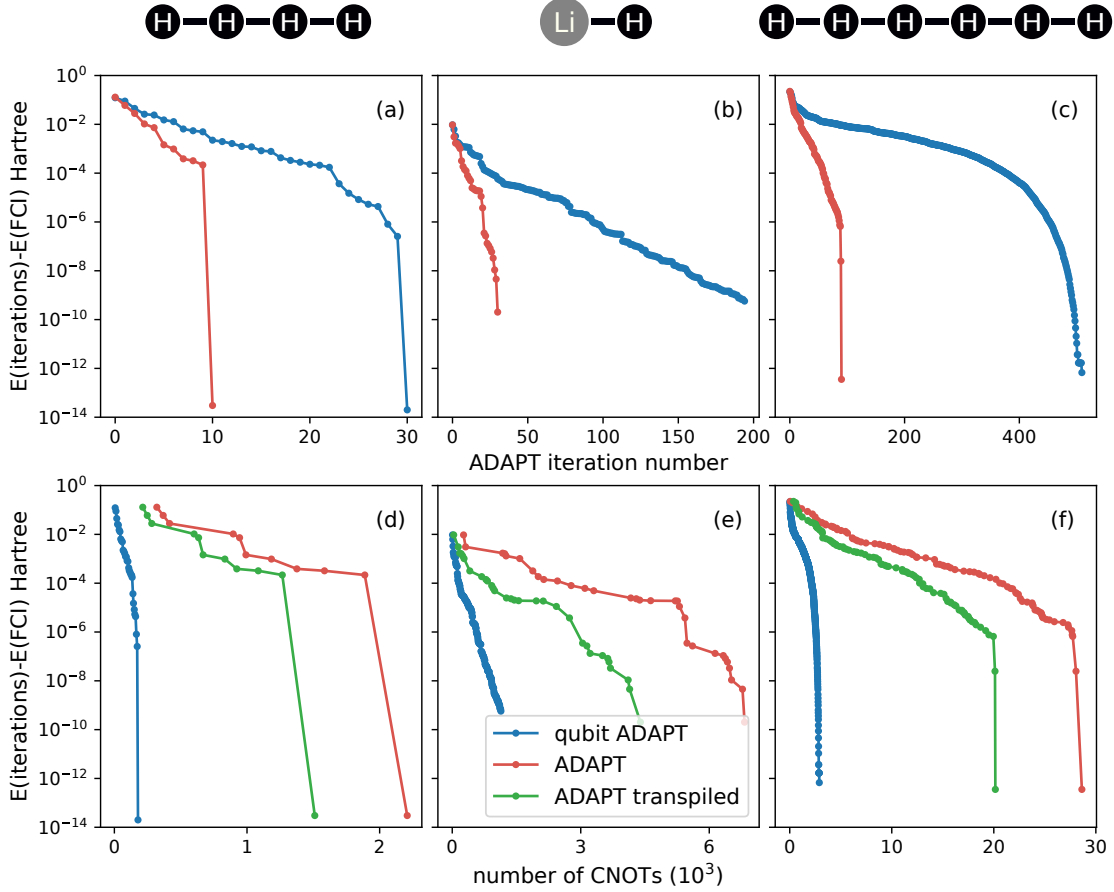 H H H H Li H H H H H H H
E(iterations)-E(FCI) Hartree
10^0
10^-2
10^-4
10^-6
10^-8
10^-10
10^-12
10^-14
(a)
0 10 20 30
(b)
0 50 100 150 200
(c)
0 200 400
ADAPT iteration number
E(iterations)-E(FCI) Hartree
10^0
10^-2
10^-4
10^-6
10^-8
10^-10
10^-12
10^-14
(d)
0 1 2
(e)
qubit ADAPT
ADAPT
ADAPT transpiled
0 3 6
(f)
0 10 20 30
number of CNOTs (10^3)